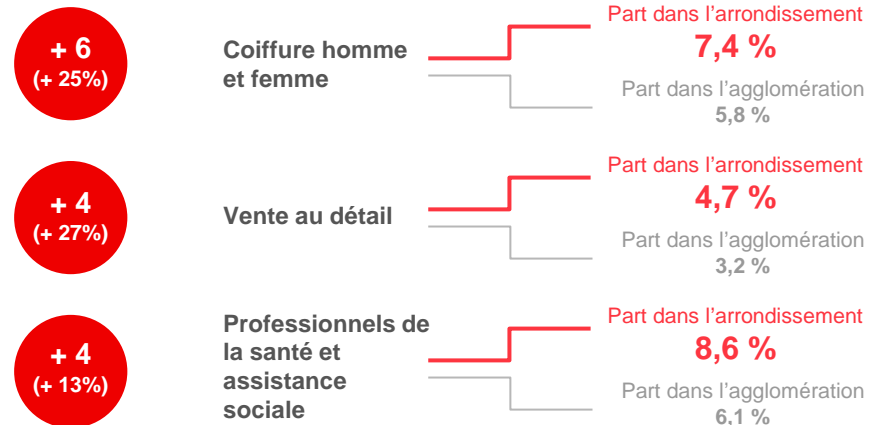 + 6
(+ 25%)
Coiffure homme
et femme
Part dans l'arrondissement
7,4 %
Part dans l'agglomération
5,8 %
+ 4
(+ 27%)
Vente au détail
Part dans l'arrondissement
4,7 %
Part dans l'agglomération
3,2 %
+ 4
(+ 13%)
Professionnels de
la santé et
assistance
sociale
Part dans l'arrondissement
8,6 %
Part dans l'agglomération
6,1 %